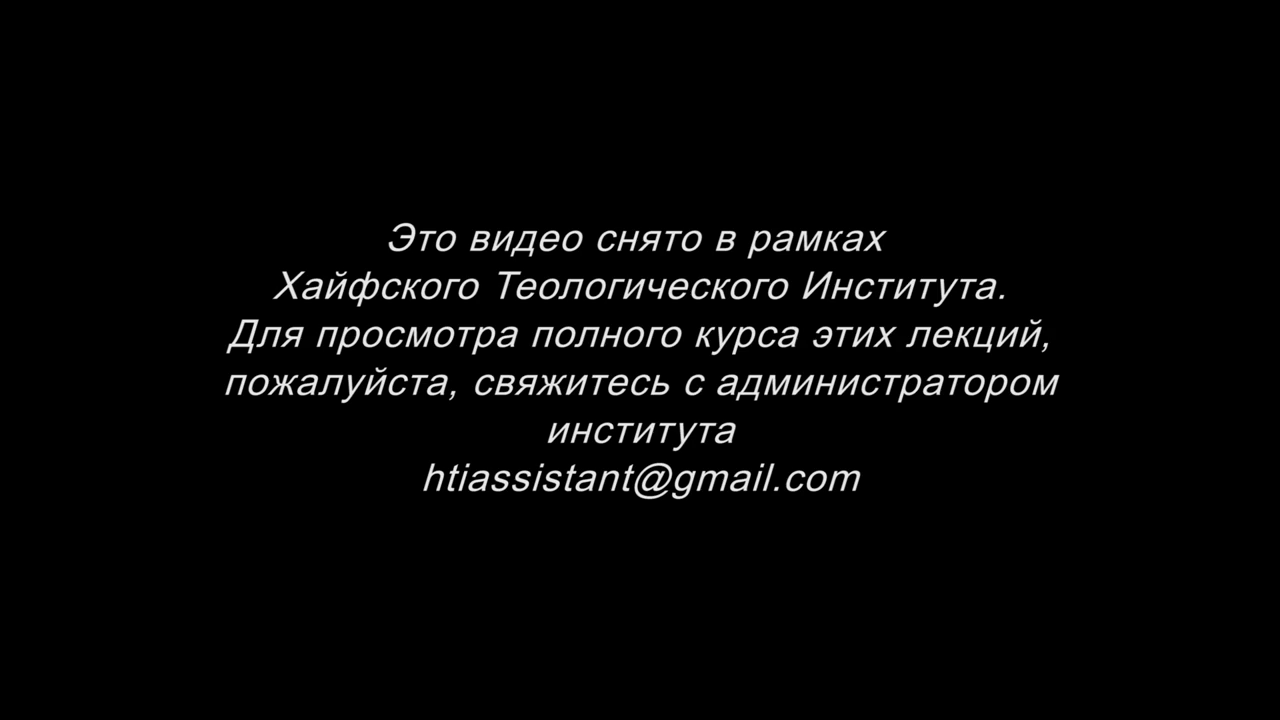 Это видео снято в рамках
Хайфского Теологического Института.
Для просмотра полного курса этих лекций,
пожалуйста, свяжитесь с администратором
института
htiassistant@gmail.com